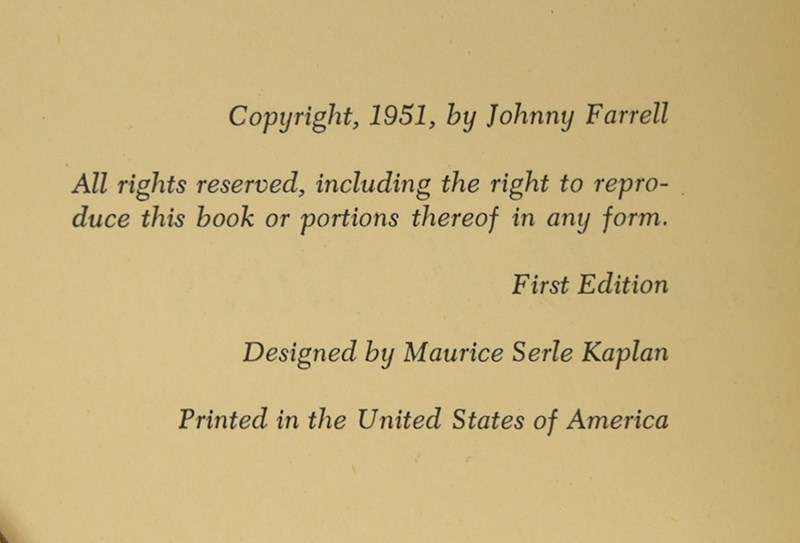 Copyright, 1951, by Johnny Farrell
All rights reserved, including the right to repro-
duce this book or portions thereof in any form.
First Edition
Designed by Maurice Serle Kaplan
Printed in the United States of America